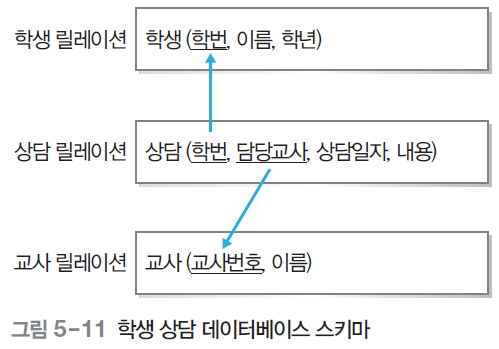 학생 릴레이션 학생 (학번, 이름, 학년)
상담 릴레이션 상담 (학번, 담당교사, 상담일자, 내용)
교사 릴레이션 교사 (교사번호, 이름)
그림 5-11 학생 상담 데이터베이스 스키마